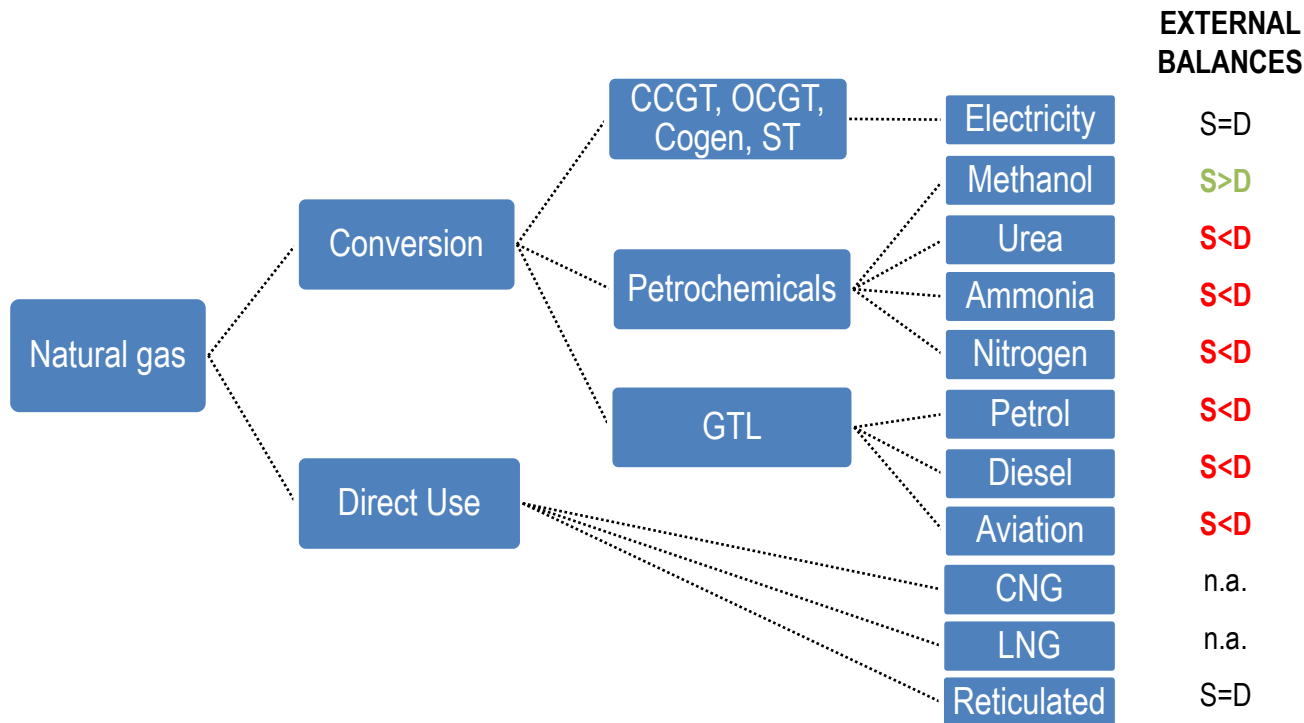 EXTERNAL
BALANCES
CCGT, OCGT,
Cogen, ST
Electricity
S=D
Methanol
S>D
Conversion
Urea
S<D
Petrochemicals
Ammonia
S<D
Natural gas
Nitrogen
S<D
GTL
Petrol
S<D
Direct Use
Diesel
S<D
Aviation
S<D
CNG
n.a.
LNG
n.a.
Reticulated
S=D